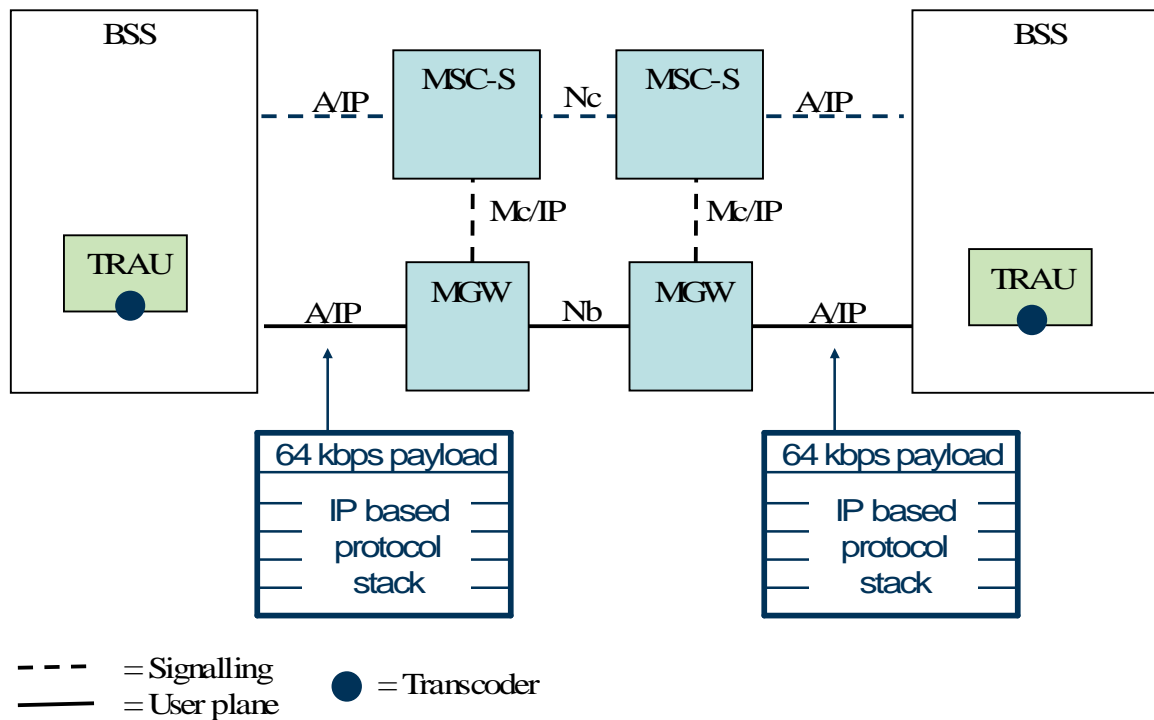 BSS
BSS
MSC-S
MSC-S
A/IP
Nc
A/IP
Mc/IP
Mc/IP
TRAU
TRAU
MGW
MGW
A/IP
Nb
A/IP
64 kbps payload
IP based
protocol
stack
64 kbps payload
IP based
protocol
stack
= Signalling
= User plane
= Transcoder